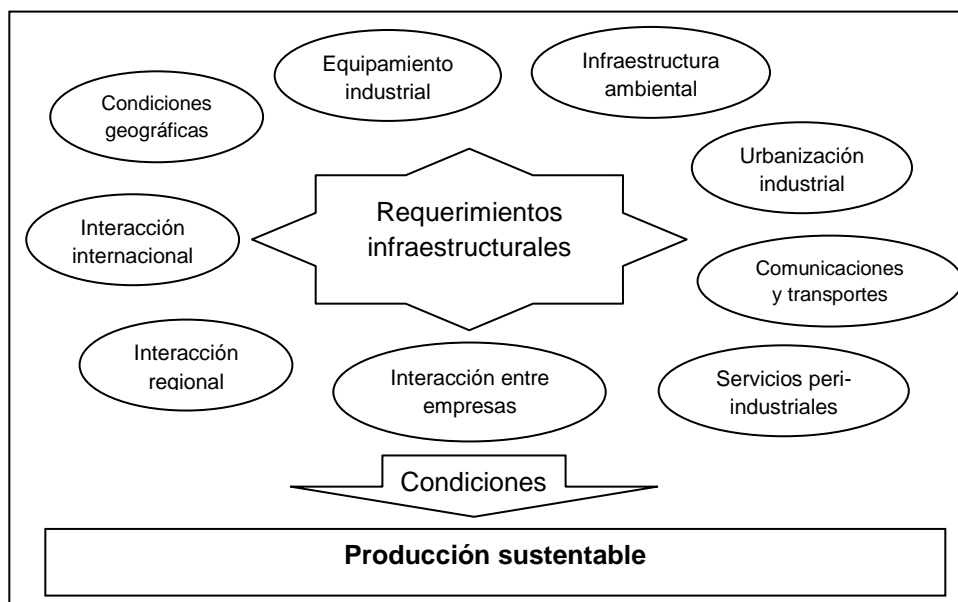 Equipamiento
industrial
Infraestructura
ambiental
Condiciones
geográficas
Urbanización
industrial
Requerimientos
infraestructurales
Interacción
internacional
Comunicaciones
y transportes
Interacción
regional
Interacción entre
empresas
Servicios peri-
industriales
Condiciones
Producción sustentable